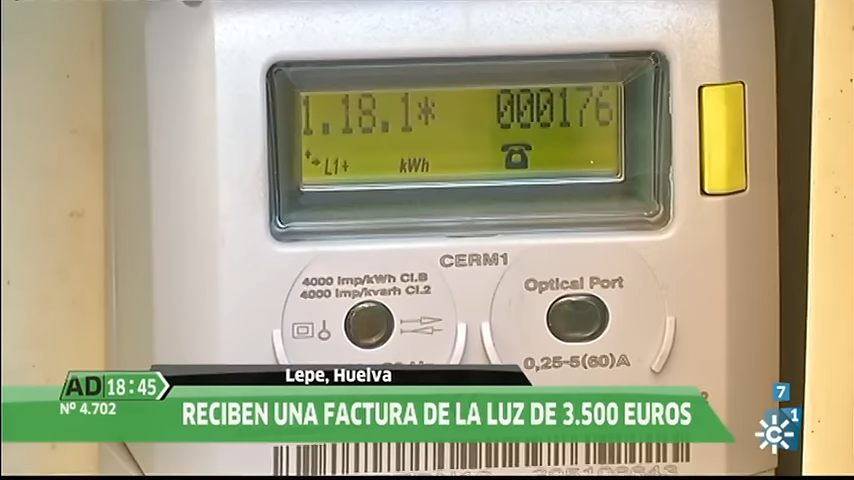 1.18.1* 000176
L1+ kWh
CERM1
4000 Imp/kWh Cl.B
4000 Imp/kvarh Cl.2
Optical Port
0,25-5(60)A
Lepe, Huelva
AD 18:45
Nº 4.702
RECIBEN UNA FACTURA DE LA LUZ DE 3.500 EUROS
7
1